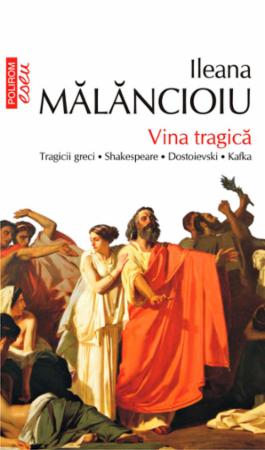 POLIROM
eseu
Ileana
MĂLĂNCIOIU
Vina tragică
Tragicii greci • Shakespeare • Dostoievski • Kafka